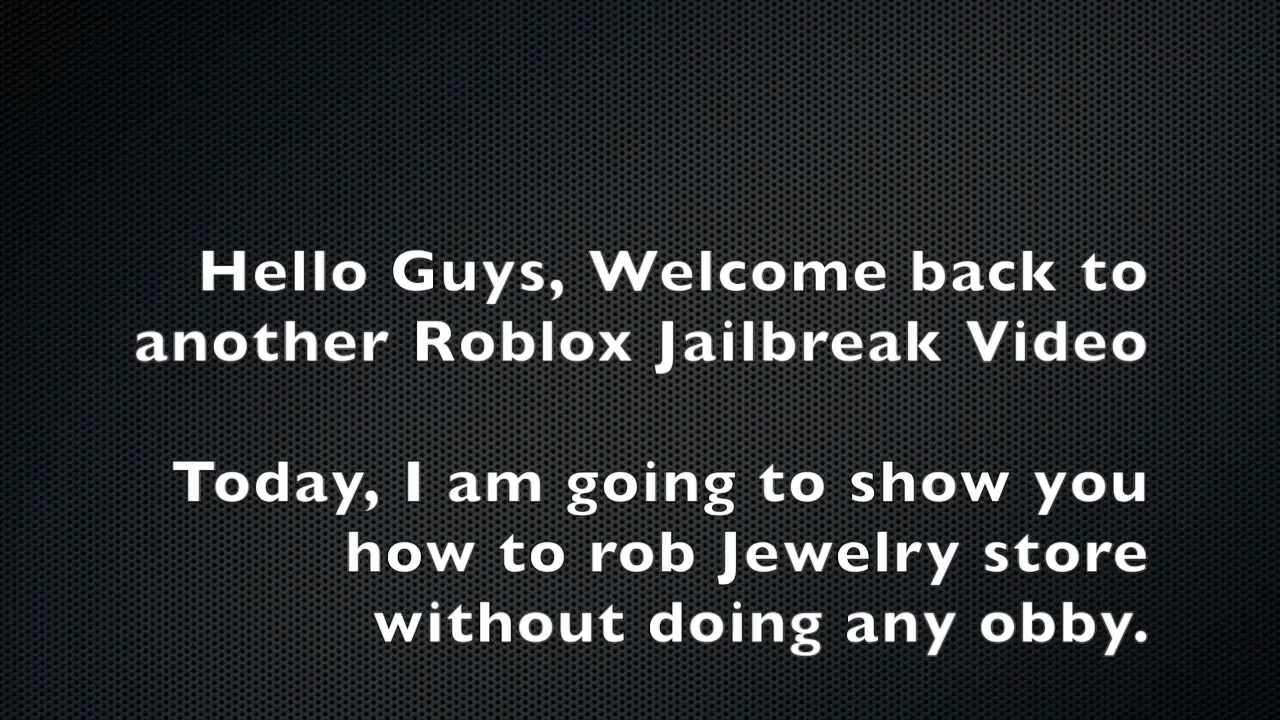 Hello Guys, Welcome back to
another Roblox Jailbreak Video
Today, I am going to show you
how to rob Jewelry store
without doing any obby.